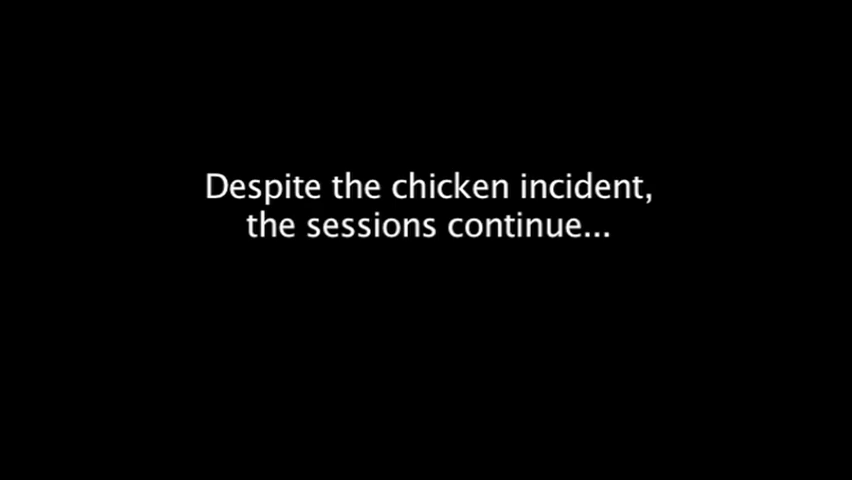 Despite the chicken incident,
the sessions continue...